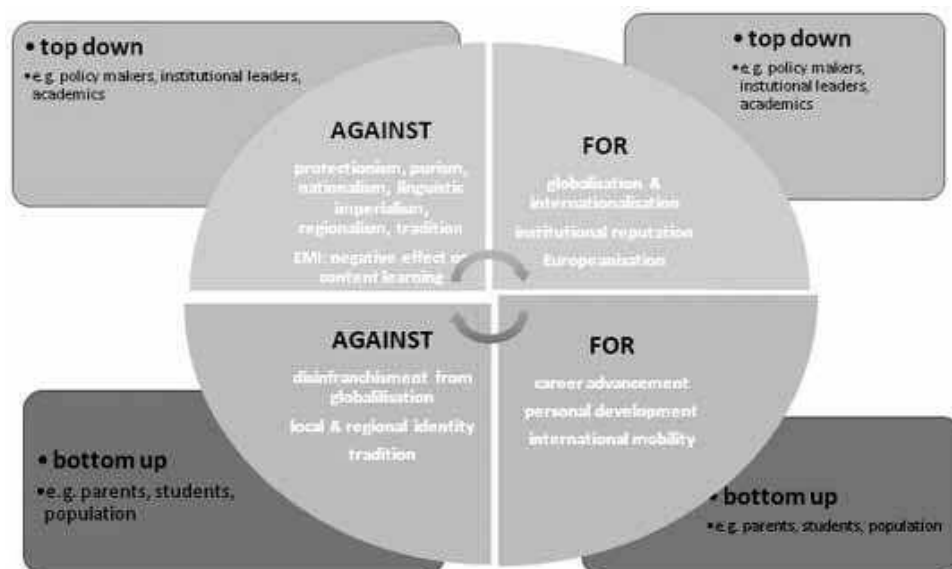 • top down
•e.g. policy makers, institutional leaders,
academics
• top down
•e.g. policy makers,
instutional leaders,
academics
AGAINST
protectionism, purism,
nationalism, linguistic
imperialism,
regionalism, tradition
EMI: negative effect on
content learning
FOR
globalisation &
internationalisation
institutional reputation
Europeanisation
AGAINST
disinfranchisment from
globalilisation
local & regional identity
tradition
FOR
career advancement
personal development
international mobility
• bottom up
•e.g. parents, students,
population
• bottom up
•e.g. parents, students, population